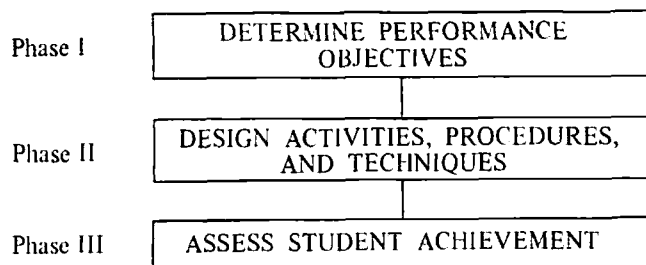 Phase I
DETERMINE PERFORMANCE
OBJECTIVES
Phase II
DESIGN ACTIVITIES, PROCEDURES,
AND TECHNIQUES
Phase III
ASSESS STUDENT ACHIEVEMENT